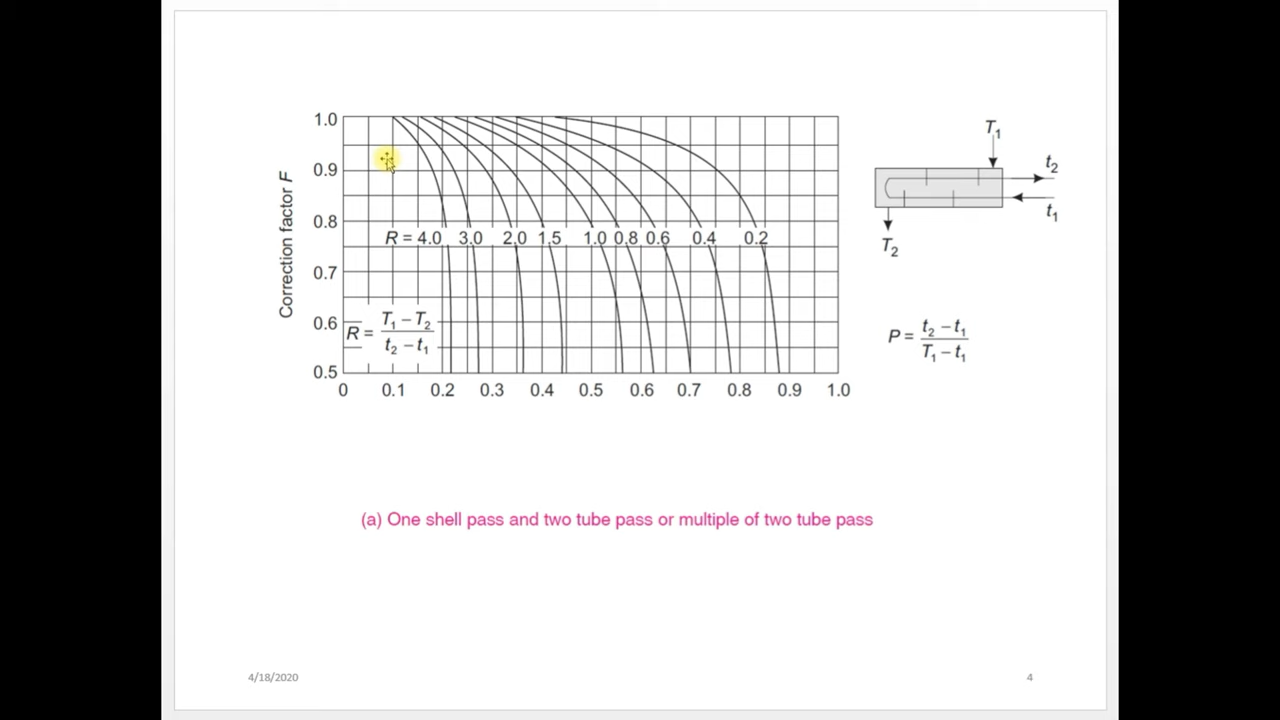 1.0
0.9
0.8
0.7
0.6
0.5
Correction factor F
R = 4.0 3.0 2.0 1.5 1.0 0.8 0.6 0.4 0.2
R = T₁ – T₂ / t₂ – t₁
0 0.1 0.2 0.3 0.4 0.5 0.6 0.7 0.8 0.9 1.0
T₁
t₂
t₁
T₂
P = t₂ – t₁ / T₁ – t₁
(a) One shell pass and two tube pass or multiple of two tube pass
4/18/2020 4